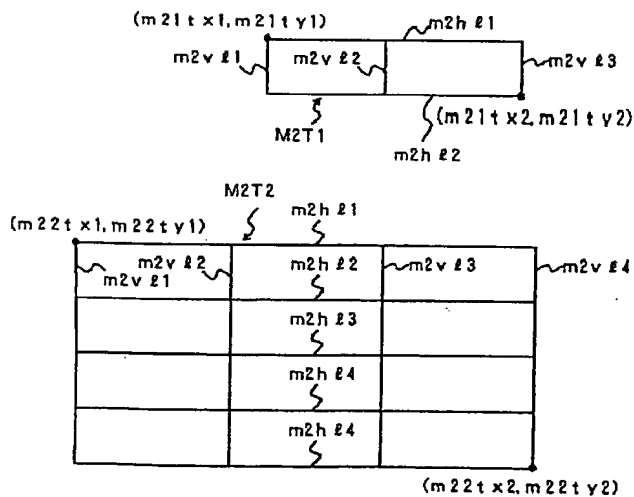 (m21tx1,m21ty1)
m2hℓ1
m2vℓ1
m2vℓ2
m2vℓ3
(m21tx2,m21ty2)
M2T1
m2hℓ2
M2T2
(m22tx1,m22ty1)
m2hℓ1
m2vℓ2
m2hℓ2
m2vℓ3
m2vℓ4
m2vℓ1
m2hℓ3
m2hℓ4
m2hℓ4
(m22tx2,m22ty2)